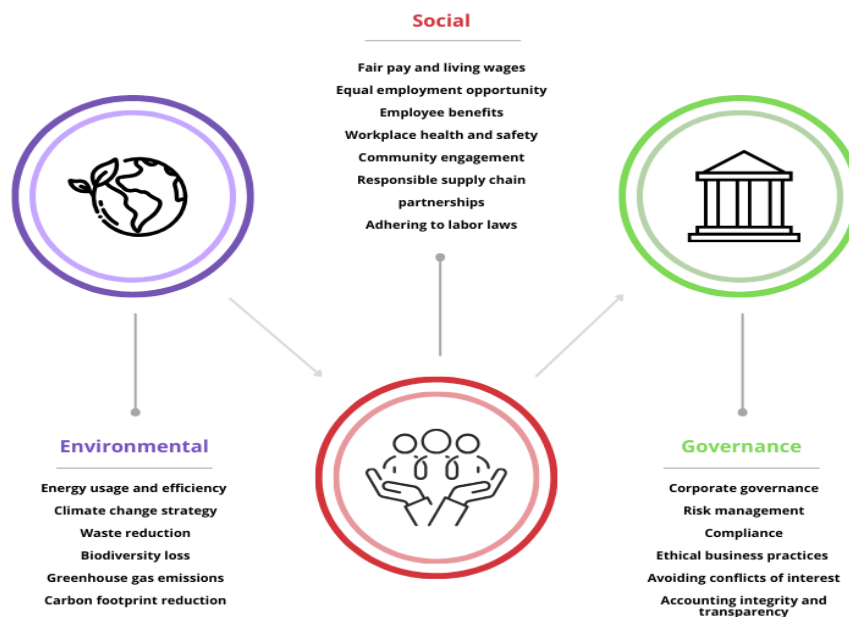 Social
Fair pay and living wages
Equal employment opportunity
Employee benefits
Workplace health and safety
Community engagement
Responsible supply chain
partnerships
Adhering to labor laws
Environmental
Energy usage and efficiency
Climate change strategy
Waste reduction
Biodiversity loss
Greenhouse gas emissions
Carbon footprint reduction
Governance
Corporate governance
Risk management
Compliance
Ethical business practices
Avoiding conflicts of interest
Accounting integrity and
transparency